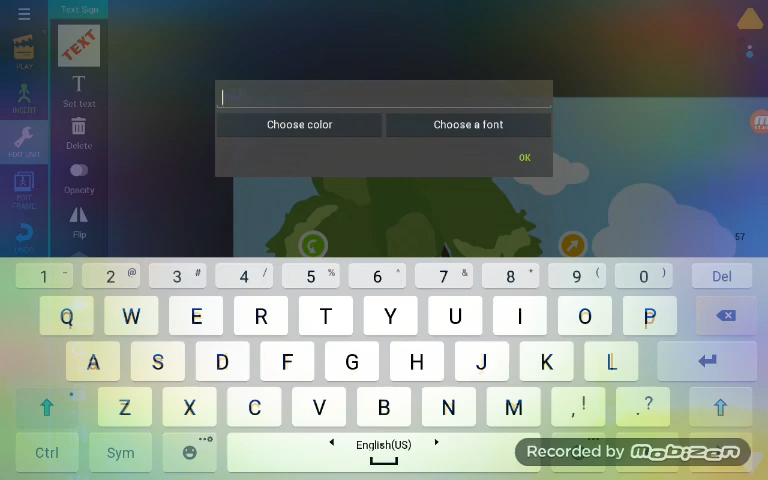 Text Sign
TEXT
PLAY
Set text
INSERT
Choose color
Choose a font
EDIT UNIT
Delete
OK
EDIT
FRAME
Opacity
UNDO
Flip
57
1 - 2 @ 3 # 4 / 5 % 6 ^ 7 & 8 * 9 ( 0 ) Del
Q W E R T Y U I O P
A S D F G H J K L
Z X C V B N M , ! . ?
Ctrl Sym English(US)
Recorded by mobizen